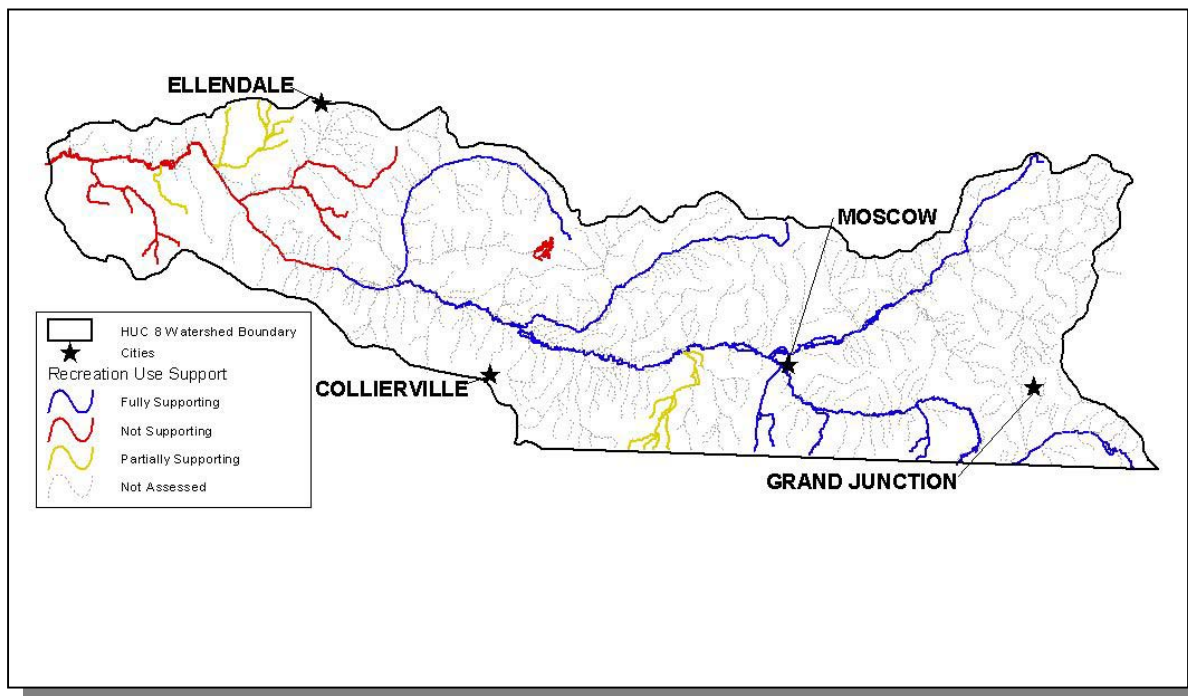 ELLENDALE
MOSCOW
HUC 8 Watershed Boundary
Cities
Recreation Use Support
Fully Supporting
Not Supporting
Partially Supporting
Not Assessed
COLLIERVILLE
GRAND JUNCTION